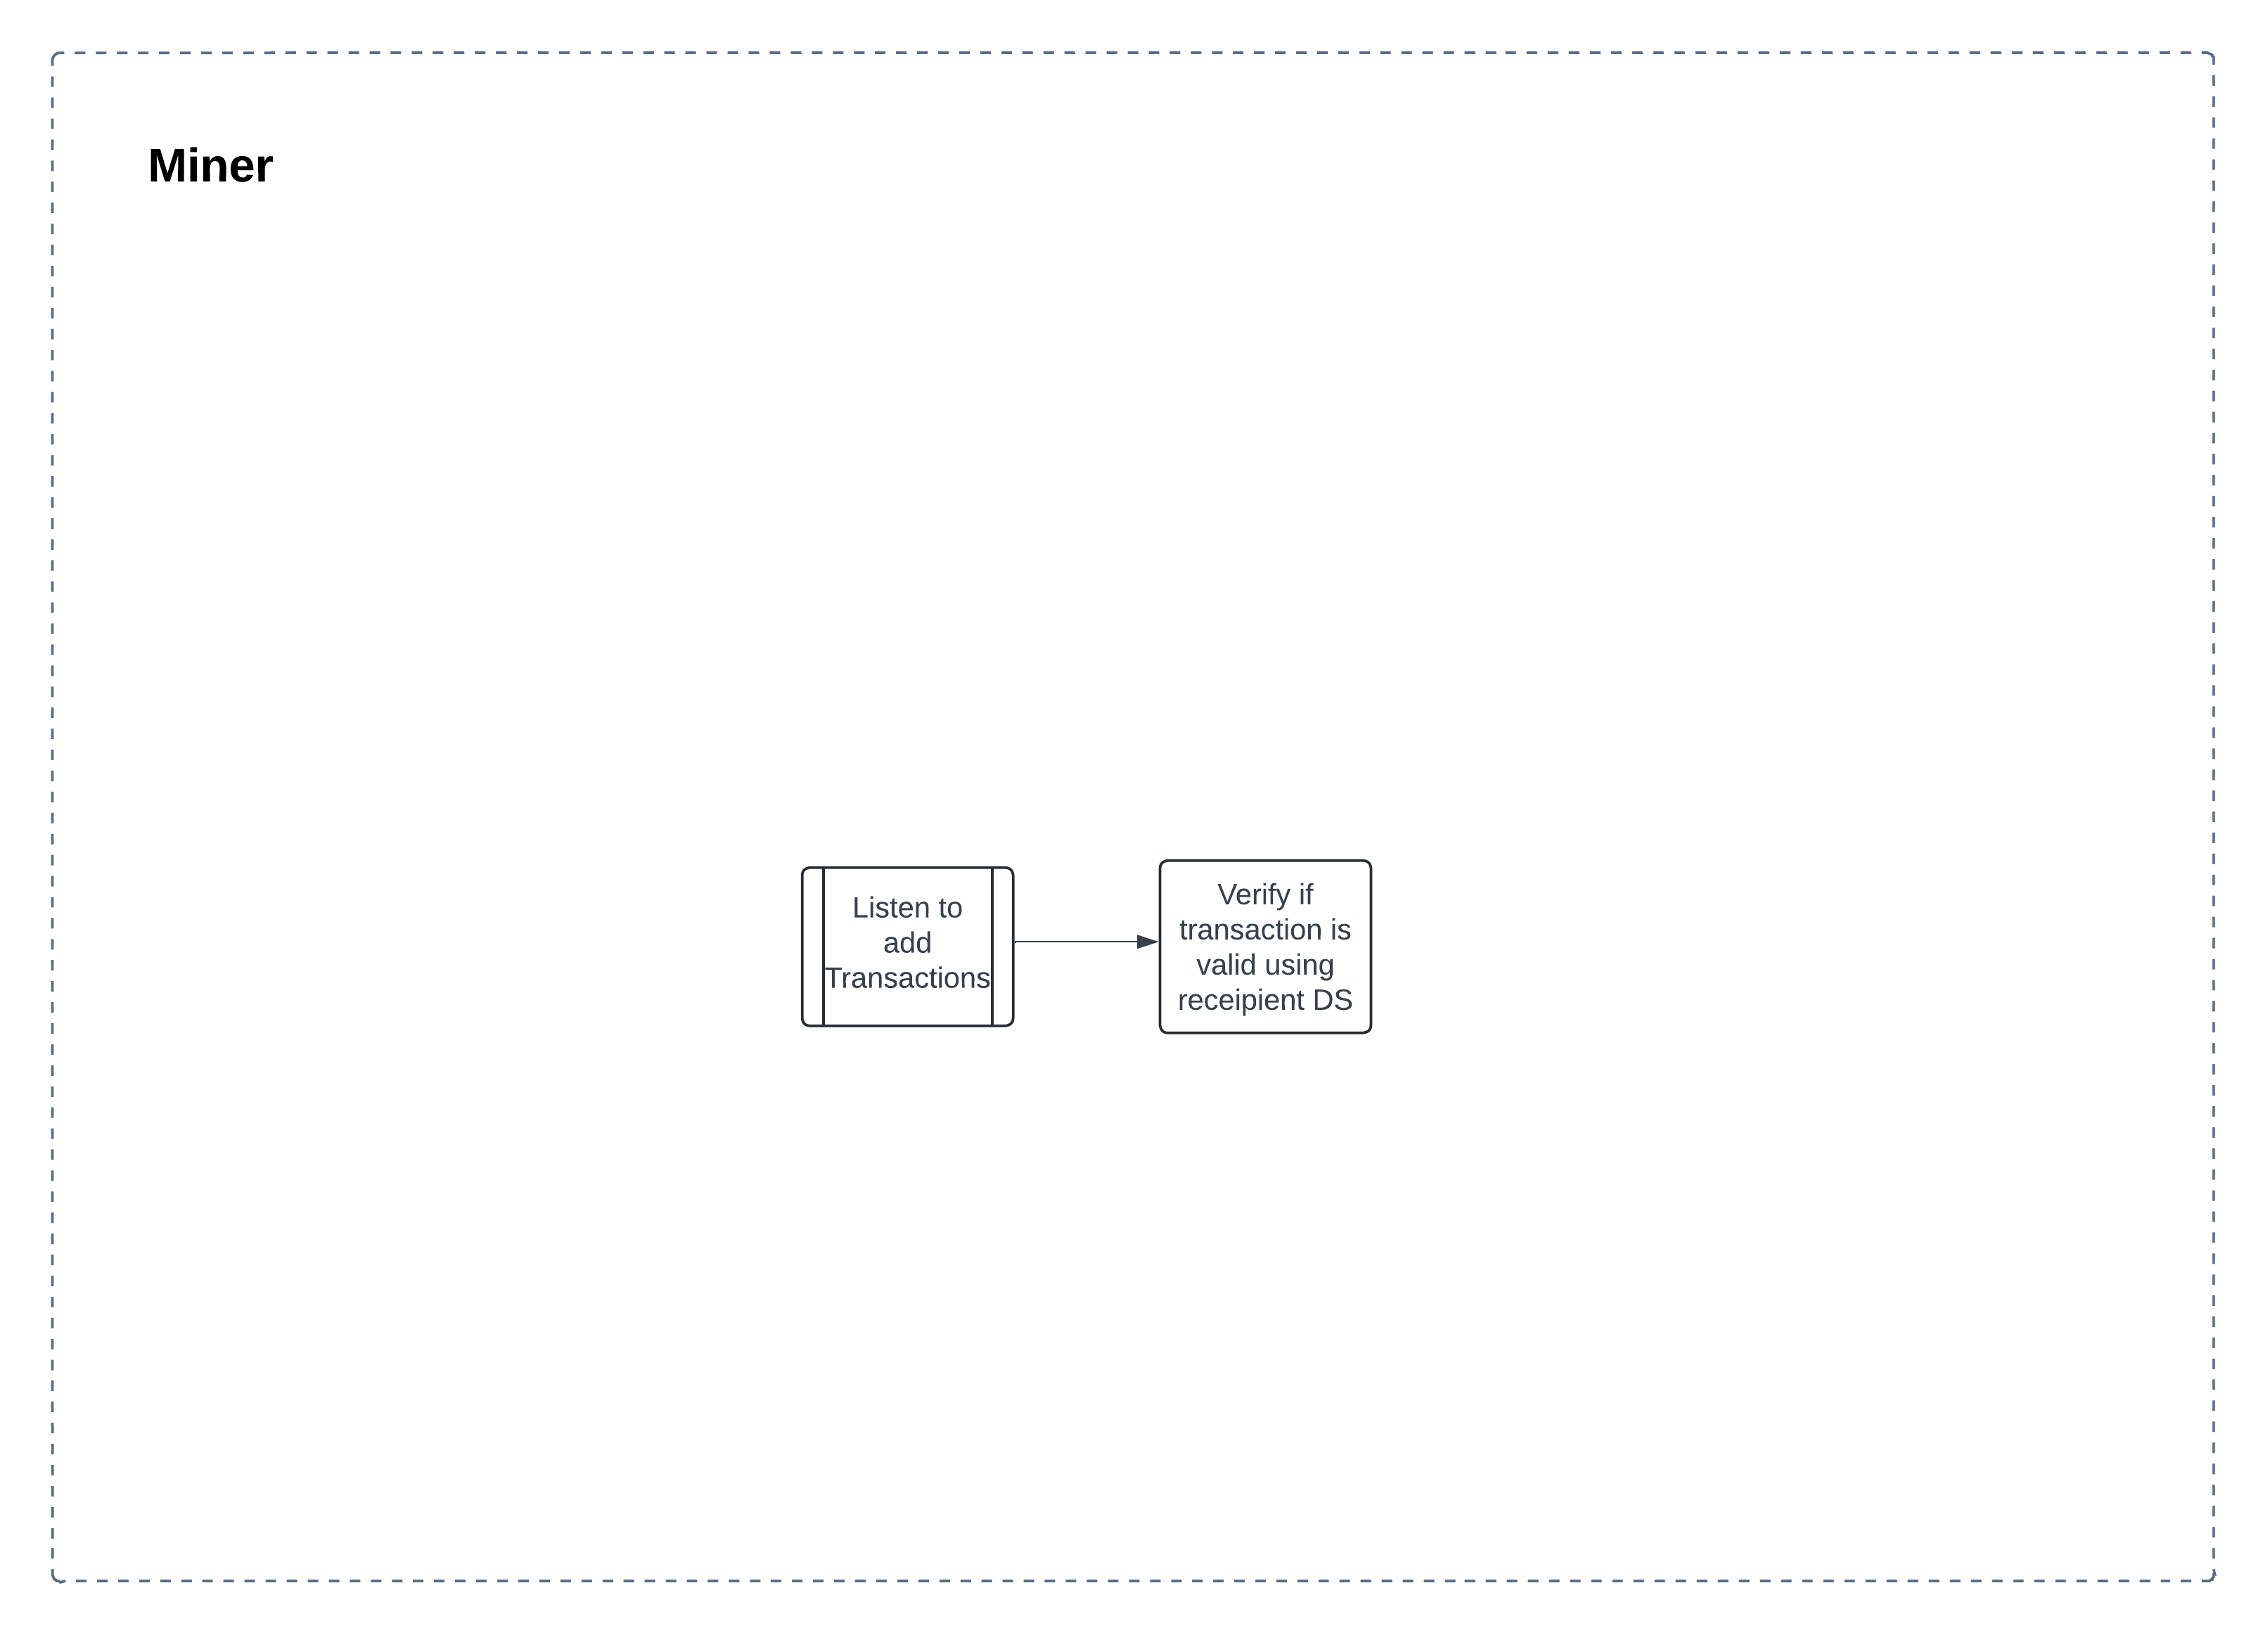 Miner
Listen to
add
Transactions
Verify if
transaction is
valid using
receipient DS